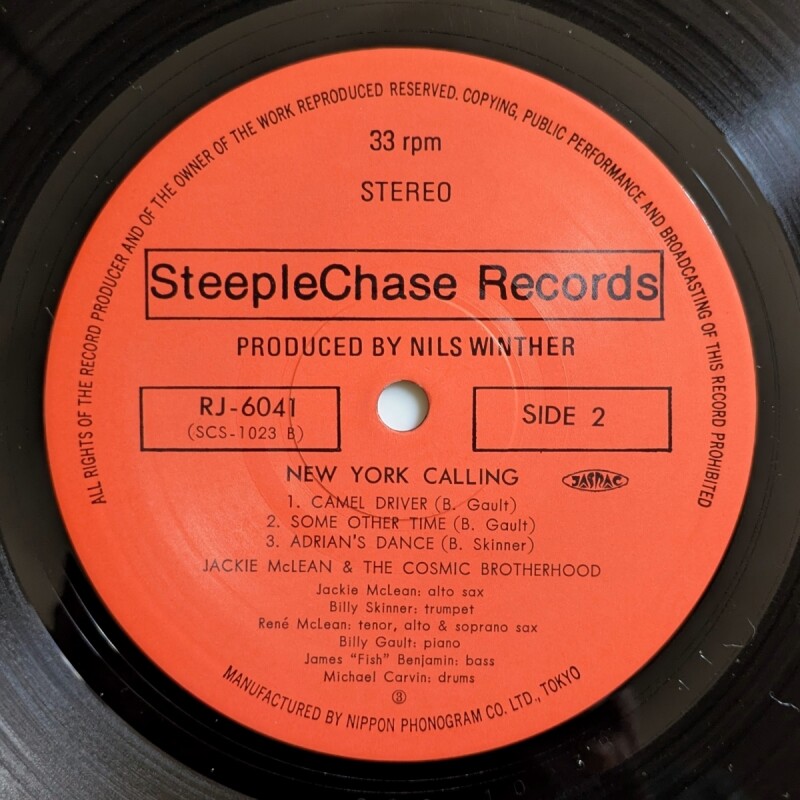 ALL RIGHTS OF THE RECORD PRODUCER AND OF THE OWNER OF THE WORK REPRODUCED RESERVED. COPYING, PUBLIC PERFORMANCE AND BROADCASTING OF THIS RECORD PROHIBITED
33 rpm
STEREO
SteepleChase Records
PRODUCED BY NILS WINTHER
RJ-6041
(SCS-1023 B)
SIDE 2
NEW YORK CALLING
JASRAC
1. CAMEL DRIVER (B. Gault)
2. SOME OTHER TIME (B. Gault)
3. ADRIAN'S DANCE (B. Skinner)
JACKIE McLEAN & THE COSMIC BROTHERHOOD
Jackie McLean: alto sax
Billy Skinner: trumpet
René McLean: tenor, alto & soprano sax
Billy Gault: piano
James "Fish" Benjamin: bass
Michael Carvin: drums
③
MANUFACTURED BY NIPPON PHONOGRAM CO. LTD., TOKYO